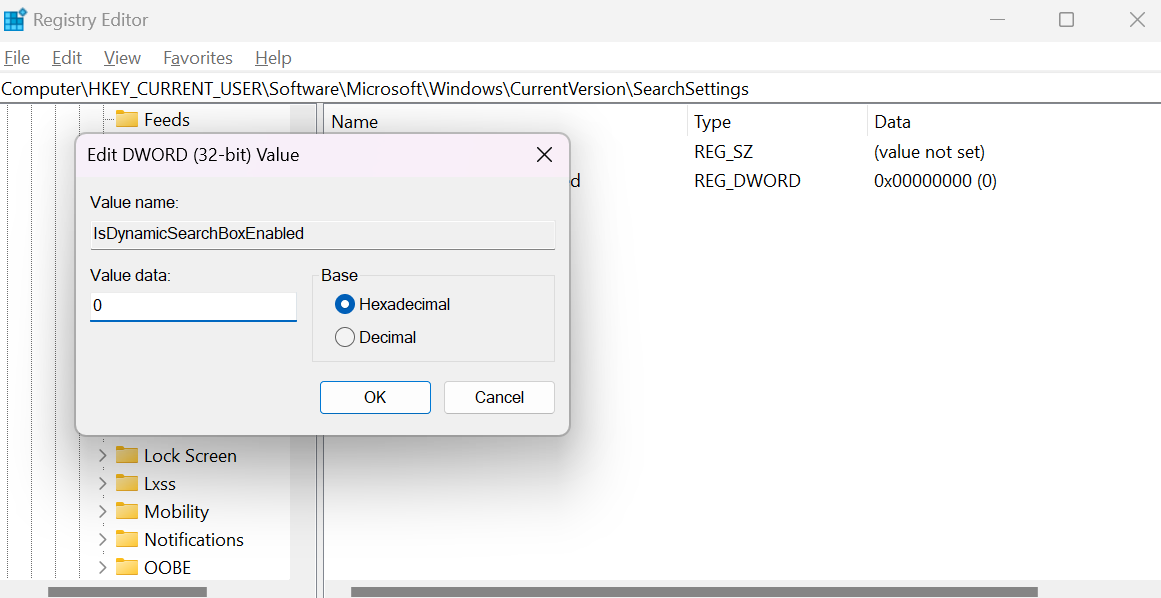 Registry Editor
File Edit View Favorites Help
Computer\HKEY_CURRENT_USER\Software\Microsoft\Windows\CurrentVersion\SearchSettings
Feeds
Name Type Data
REG_SZ (value not set)
d REG_DWORD 0x00000000 (0)
Edit DWORD (32-bit) Value
Value name:
IsDynamicSearchBoxEnabled
Value data:
0
Base
Hexadecimal
Decimal
OK Cancel
Lock Screen
Lxss
Mobility
Notifications
OOBE